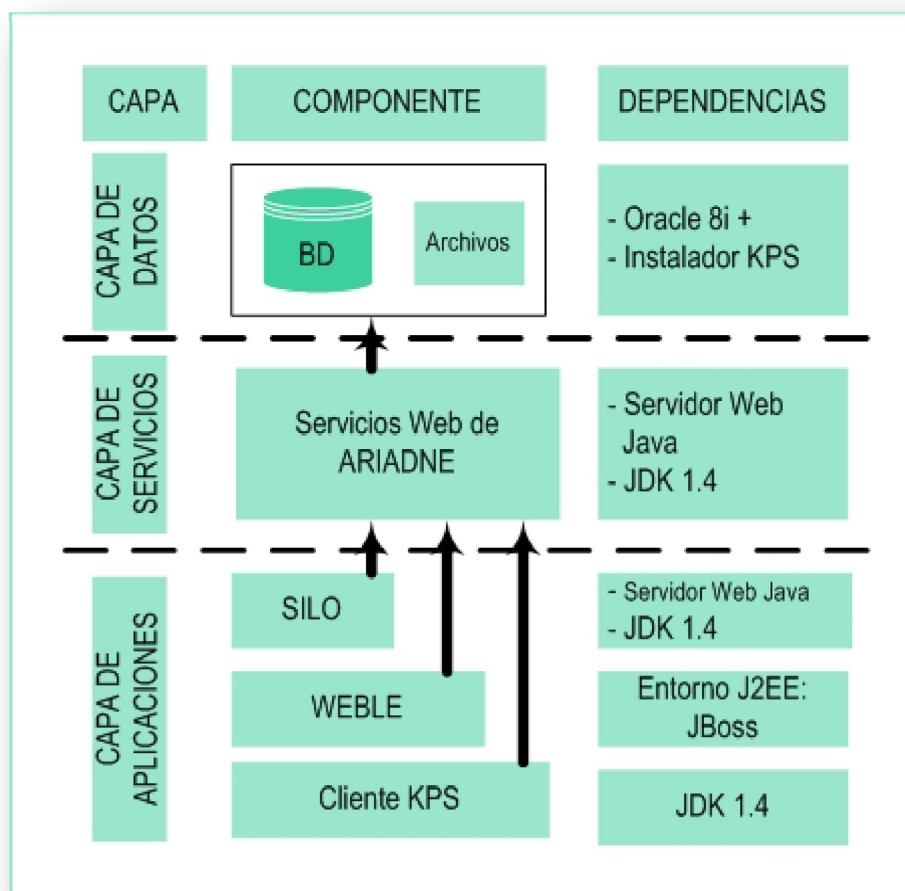 CAPA
COMPONENTE
DEPENDENCIAS
CAPA DE
DATOS
BD
Archivos
- Oracle 8i +
- Instalador KPS
CAPA DE
SERVICIOS
Servicios Web de
ARIADNE
- Servidor Web
Java
- JDK 1.4
CAPA DE
APLICACIONES
SILO
- Servidor Web Java
- JDK 1.4
WEBLE
Entorno J2EE:
JBoss
Cliente KPS
JDK 1.4